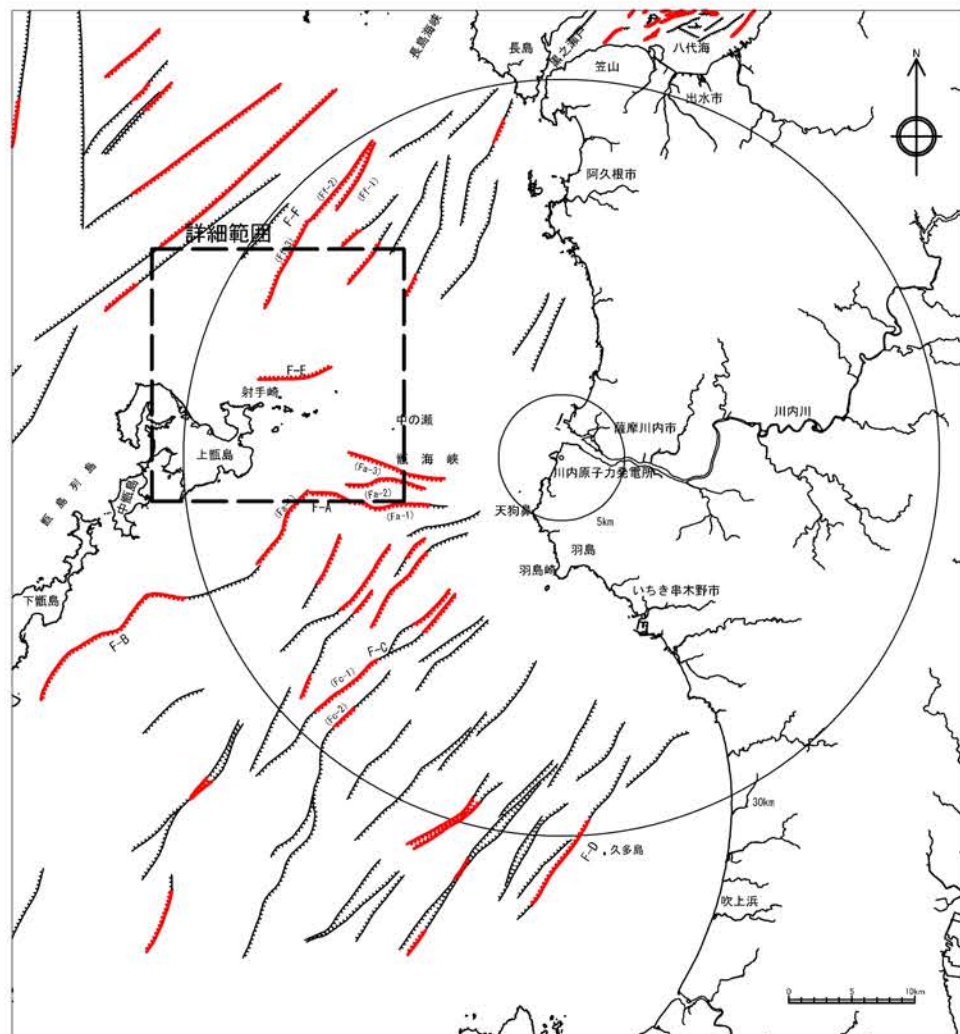 長島海峡
長島
黒之瀬戸
八代海
笠山
出水市
N
阿久根市
(Ff-2)
(Ff-1)
F-F
詳細範囲
F-E
射手崎
中の瀬
上甑島
甑海峡
薩摩川内市
川内川
川内原子力発電所
(Fa-3)
(Fa-2)
F-A
(Fa-1)
甑島列島
中甑島
天狗鼻
5km
羽島
羽島崎
いちき串木野市
下甑島
F-B
F-C
(Fc-1)
(Fc-2)
30km
F-D
久多島
吹上浜
0 5 10km